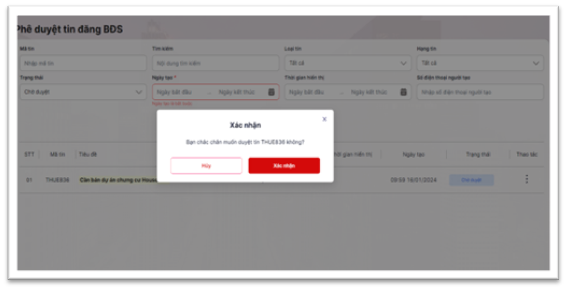 Phê duyệt tin đăng BĐS
Mã tin Tìm kiếm Loại tin Hạng tin
Nhập mã tin Nội dung tìm kiếm Tất cả Tất cả
Trạng thái Ngày tạo * Thời gian hiển thị Số điện thoại người tạo
Chờ duyệt Ngày bắt đầu Ngày kết thúc Ngày bắt đầu Ngày kết thúc Nhập số điện thoại người tạo
Xác nhận x
Bạn chắc chắn muốn duyệt tin THUE838 không?
Hủy Xác nhận
STT Mã tin Tiêu đề Thời gian hiển thị Ngày tạo Trạng thái Thao tác
01 THUE838 Căn bán dự án chung cư 09:59 16/01/2024 Chờ duyệt